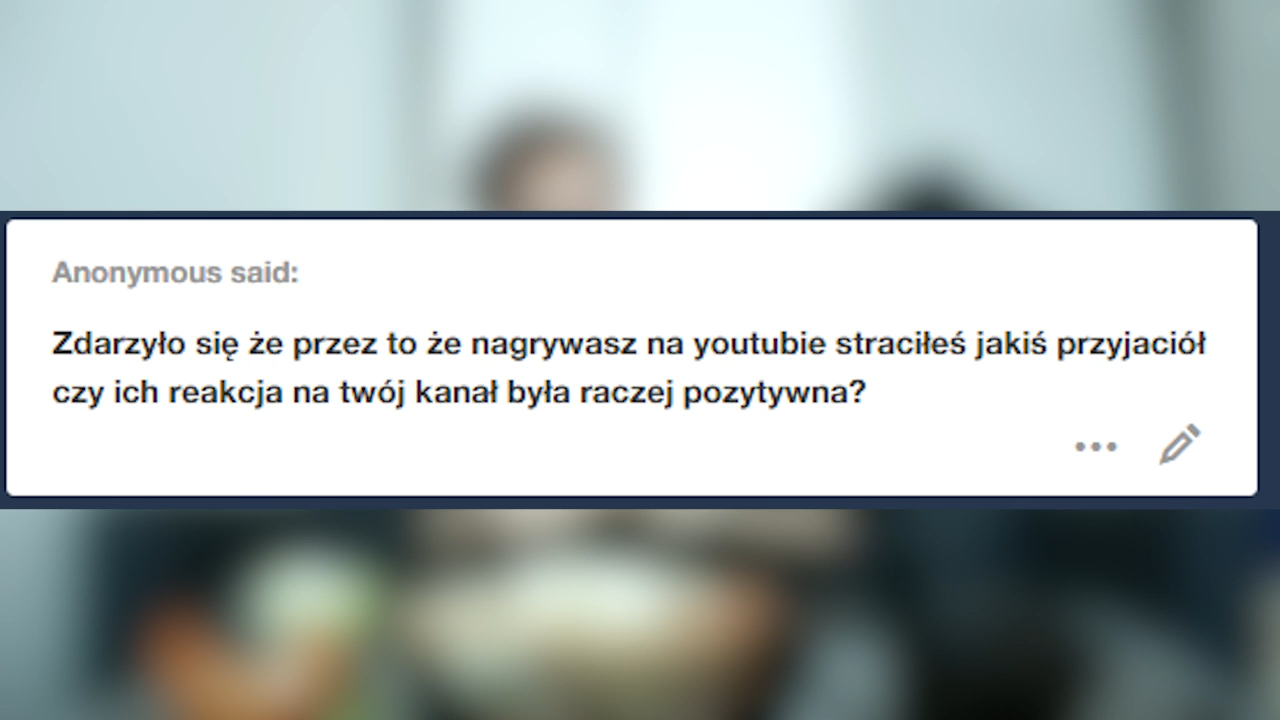 Anonymous said:
Zdarzyło się że przez to że nagrywasz na youtubie straciłeś jakiś przyjaciół
czy ich reakcja na twój kanał była raczej pozytywna?